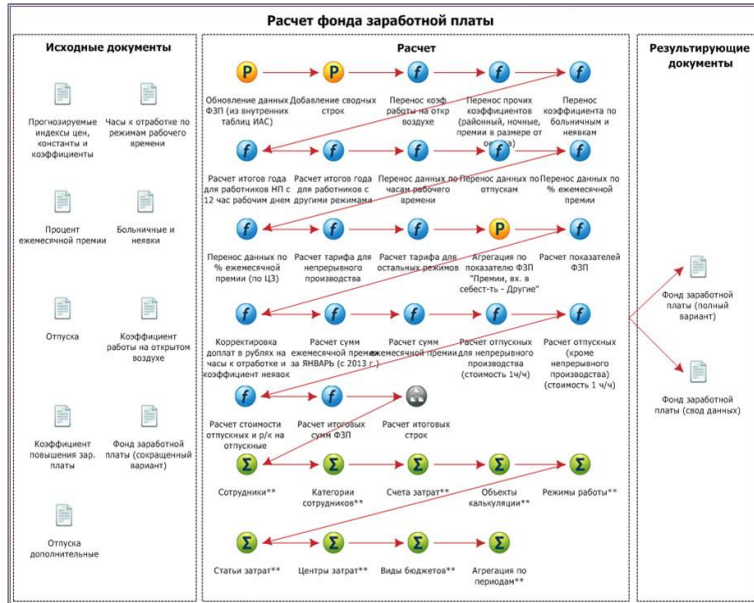 Расчет фонда заработной платы
Исходные документы
Прогнозируемые
индексы цен,
константы и
коэффициенты
Часы к отработке по
режимам рабочего
времени
Процент
ежемесячной премии
Больничные и
неявки
Отпуска
Коэффициент
работы на открытом
воздухе
Коэффициент
повышения зар.
платы
Фонд заработной
платы (сокращенный
вариант)
Отпуска
дополнительные
Расчет
P
P
f
f
f
Обновление данных
ФЗП (из внутренних
таблиц ИАС)
Добавление сводных
строк
Перенос коэф.
работы на откр
воздухе
Перенос прочих
коэффициентов
(районный, ночные,
премии в размере от
Перенос
коэффициента по
больничным и
неявкам
f
f
f
f
f
Расчет итогов года
для работников НП с
12 час рабочим днем
Расчет итогов года
для работников с
другими режимами
Перенос данных по
часам рабочего
времени
Перенос данных по
отпускам
Перенос данных по
% ежемесячной
премии
f
f
f
P
f
Перенос данных по
% ежемесячной
премии (по ЦЗ)
Расчет тарифа для
непрерывного
производства
Расчет тарифа для
остальных режимов
Агрегация по
показателю ФЗП
"Премии, вх. в
себест-ть - Другие"
Расчет показателей
ФЗП
f
f
f
f
f
Корректировка
доплат в рублях на
часы к отработке и
коэффициент неявок
Расчет сумм
ежемесячной премии
за ЯНВАРЬ (с 2013 г.)
Расчет сумм
ежемесячной премии
Расчет отпускных
для непрерывного
производства
(стоимость 1ч/ч)
Расчет отпускных
(кроме
непрерывного
производства)
(стоимость 1 ч/ч)
f
f
Расчет стоимости
отпускных и р/к на
отпускные
Расчет итоговых
сумм ФЗП
Расчет итоговых
строк
Σ
Σ
Σ
Σ
Σ
Сотрудники**
Категории
сотрудников**
Счета затрат**
Объекты
калькуляции**
Режимы работы**
Σ
Σ
Σ
Σ
Статьи затрат**
Центры затрат**
Виды бюджетов**
Агрегация по
периодам**
Результирующие
документы
Фонд заработной
платы (полный
вариант)
Фонд заработной
платы (свод данных)